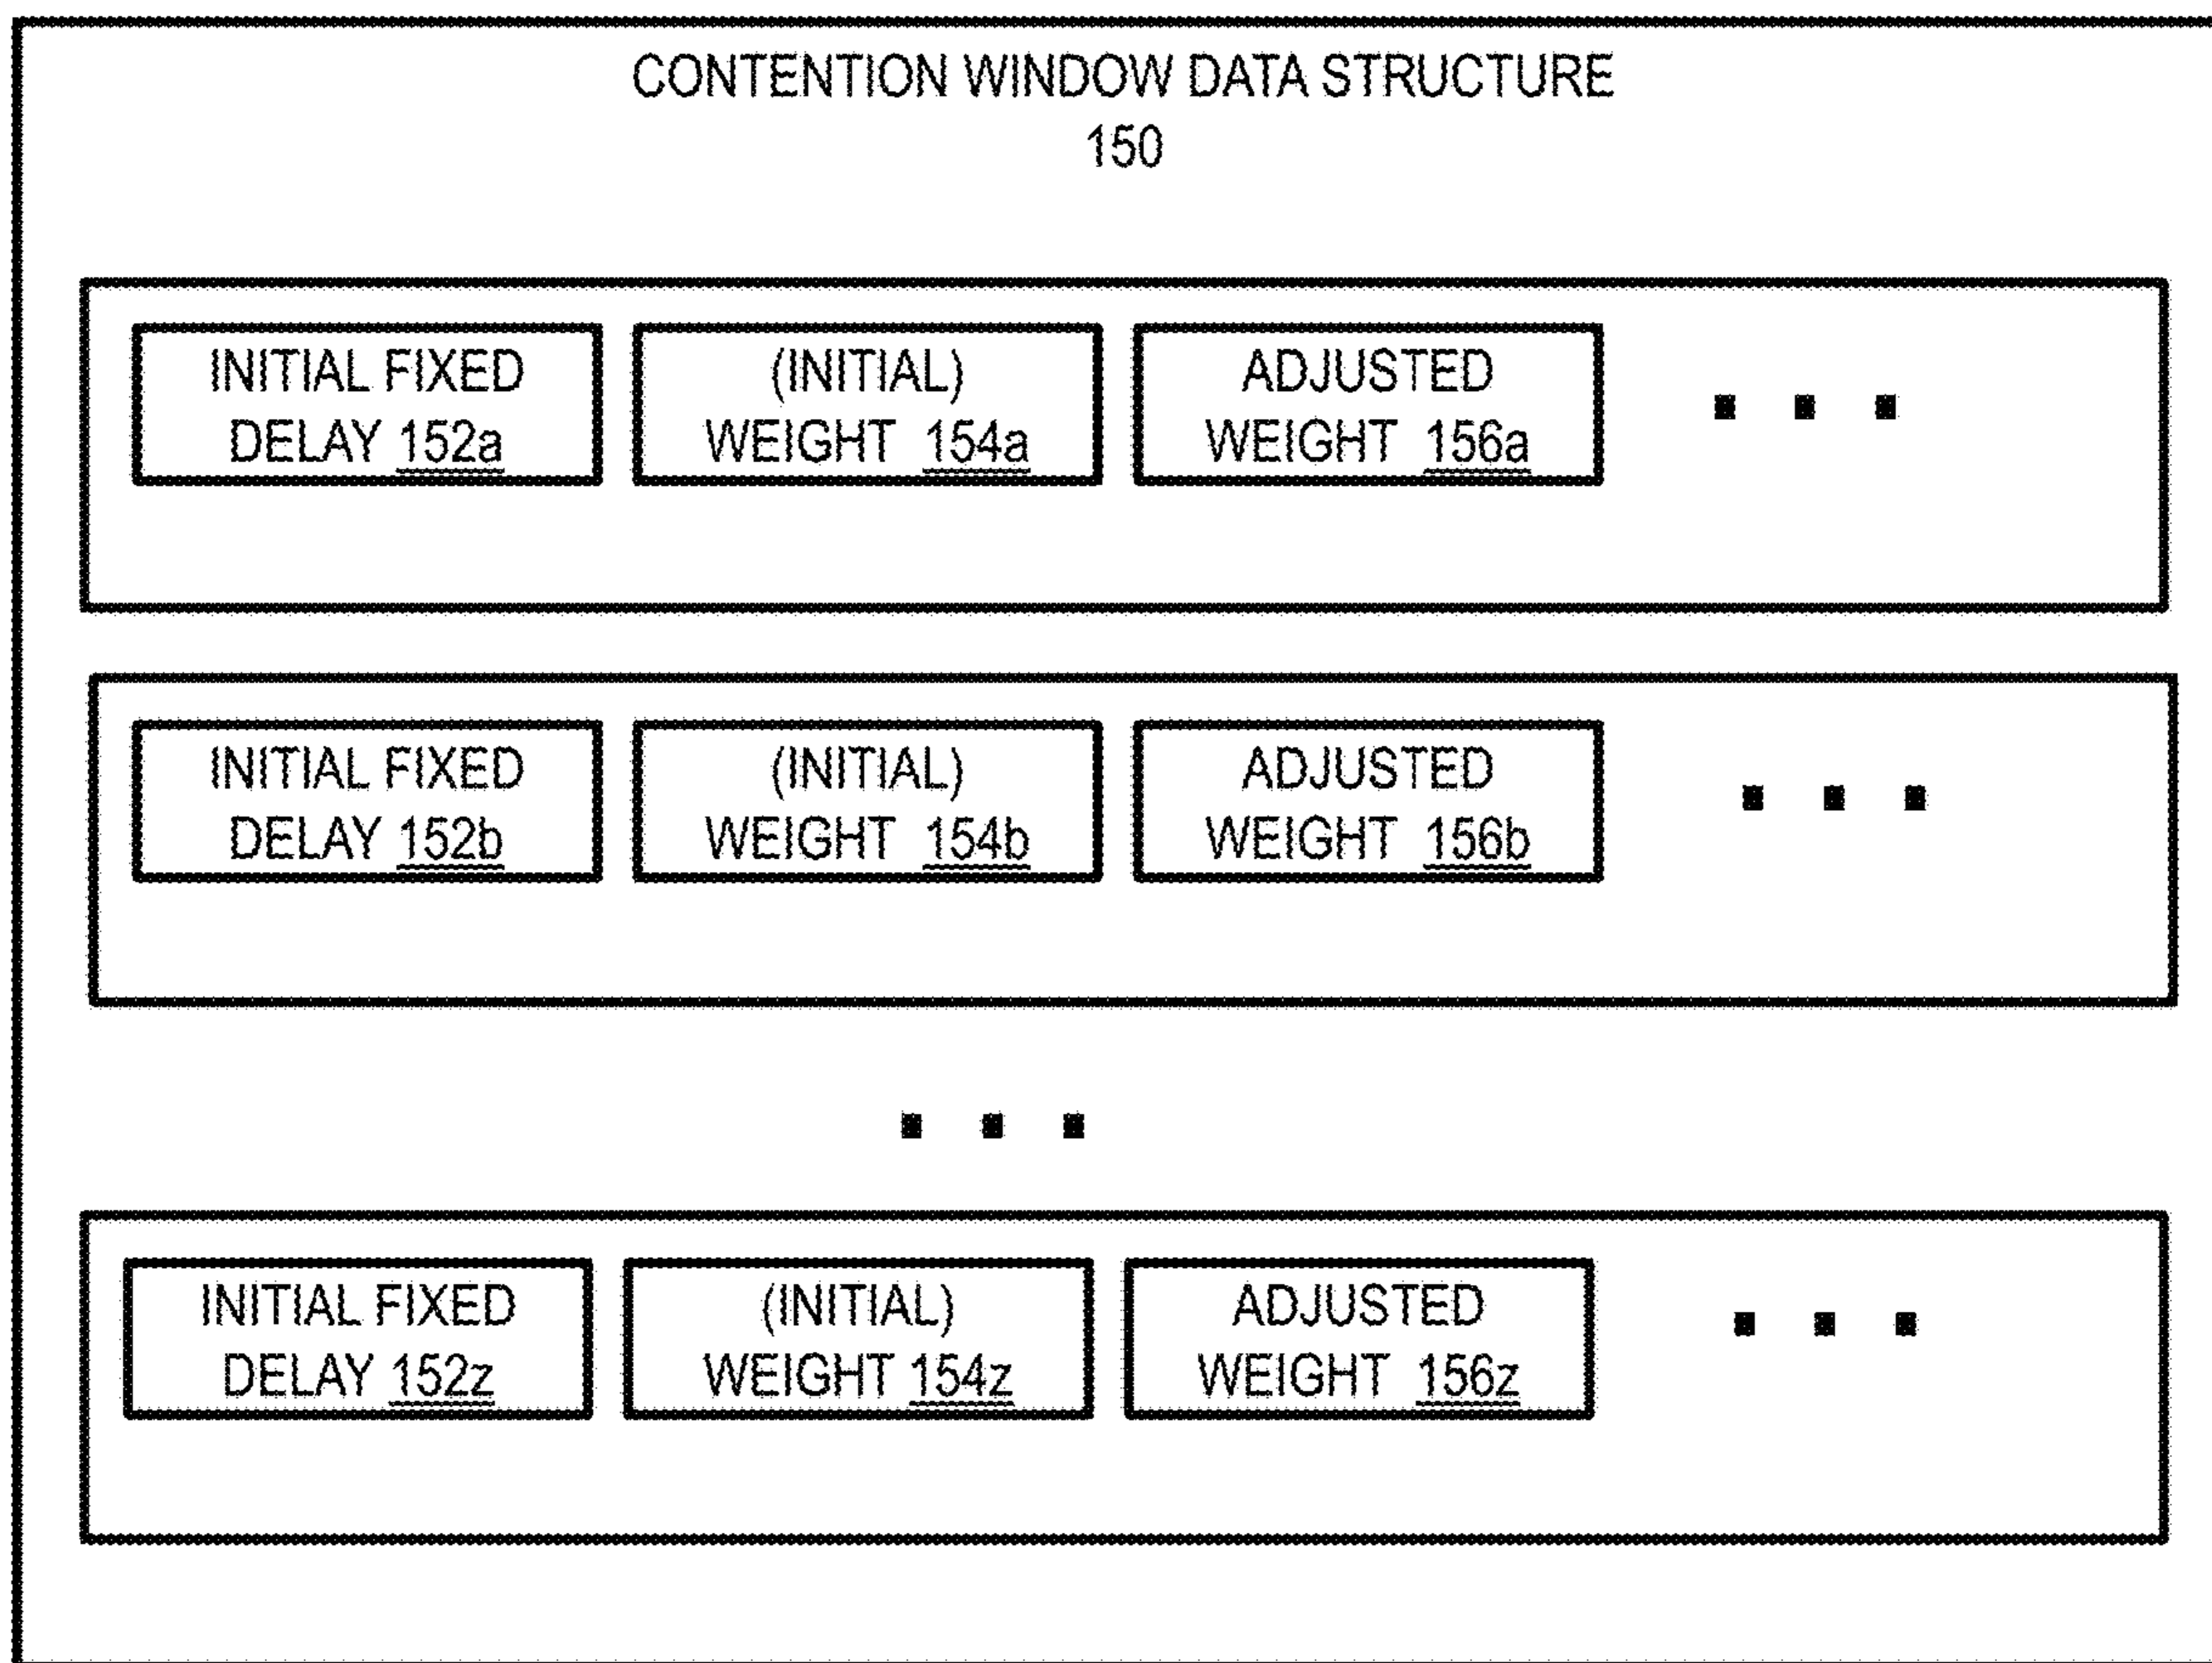 CONTENTION WINDOW DATA STRUCTURE
150
INITIAL FIXED
DELAY 152a
(INITIAL)
WEIGHT 154a
ADJUSTED
WEIGHT 156a
INITIAL FIXED
DELAY 152b
(INITIAL)
WEIGHT 154b
ADJUSTED
WEIGHT 156b
INITIAL FIXED
DELAY 152z
(INITIAL)
WEIGHT 154z
ADJUSTED
WEIGHT 156z